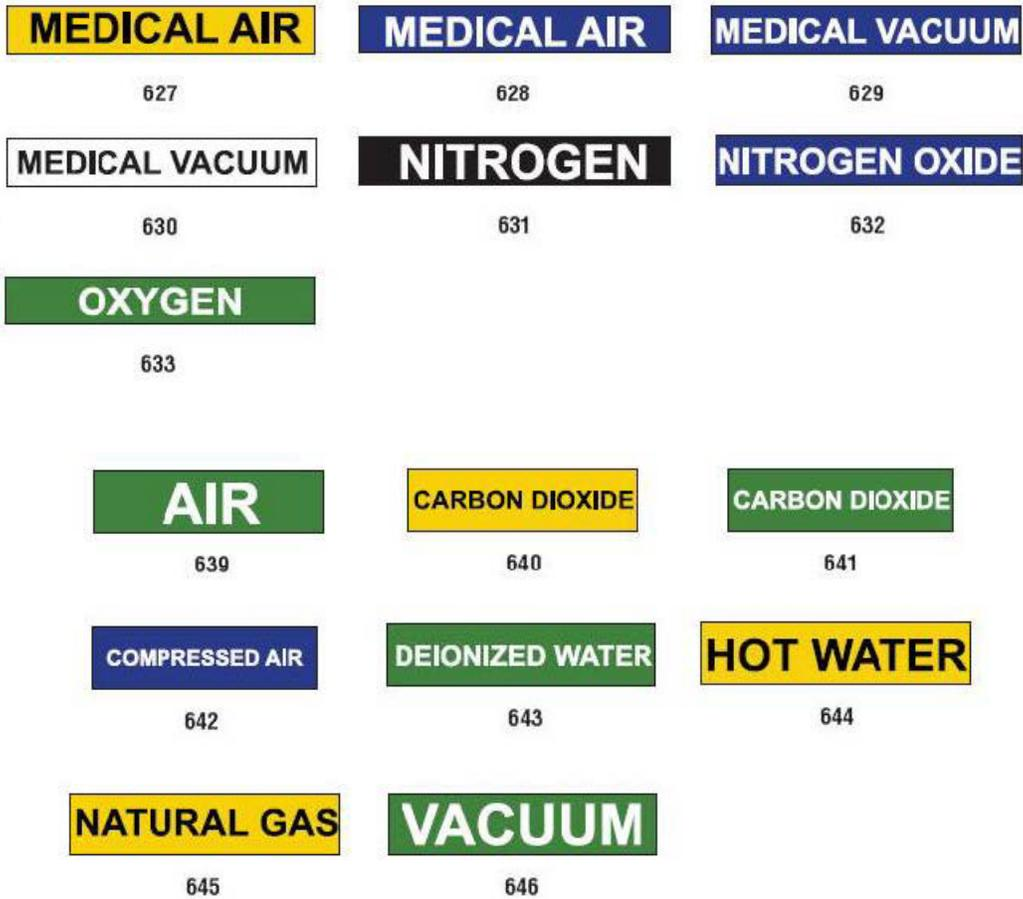 MEDICAL AIR
MEDICAL AIR
MEDICAL VACUUM
627
628
629
MEDICAL VACUUM
NITROGEN
NITROGEN OXIDE
630
631
632
OXYGEN
633
AIR
CARBON DIOXIDE
CARBON DIOXIDE
639
640
641
COMPRESSED AIR
DEIONIZED WATER
HOT WATER
642
643
644
NATURAL GAS
VACUUM
645
646